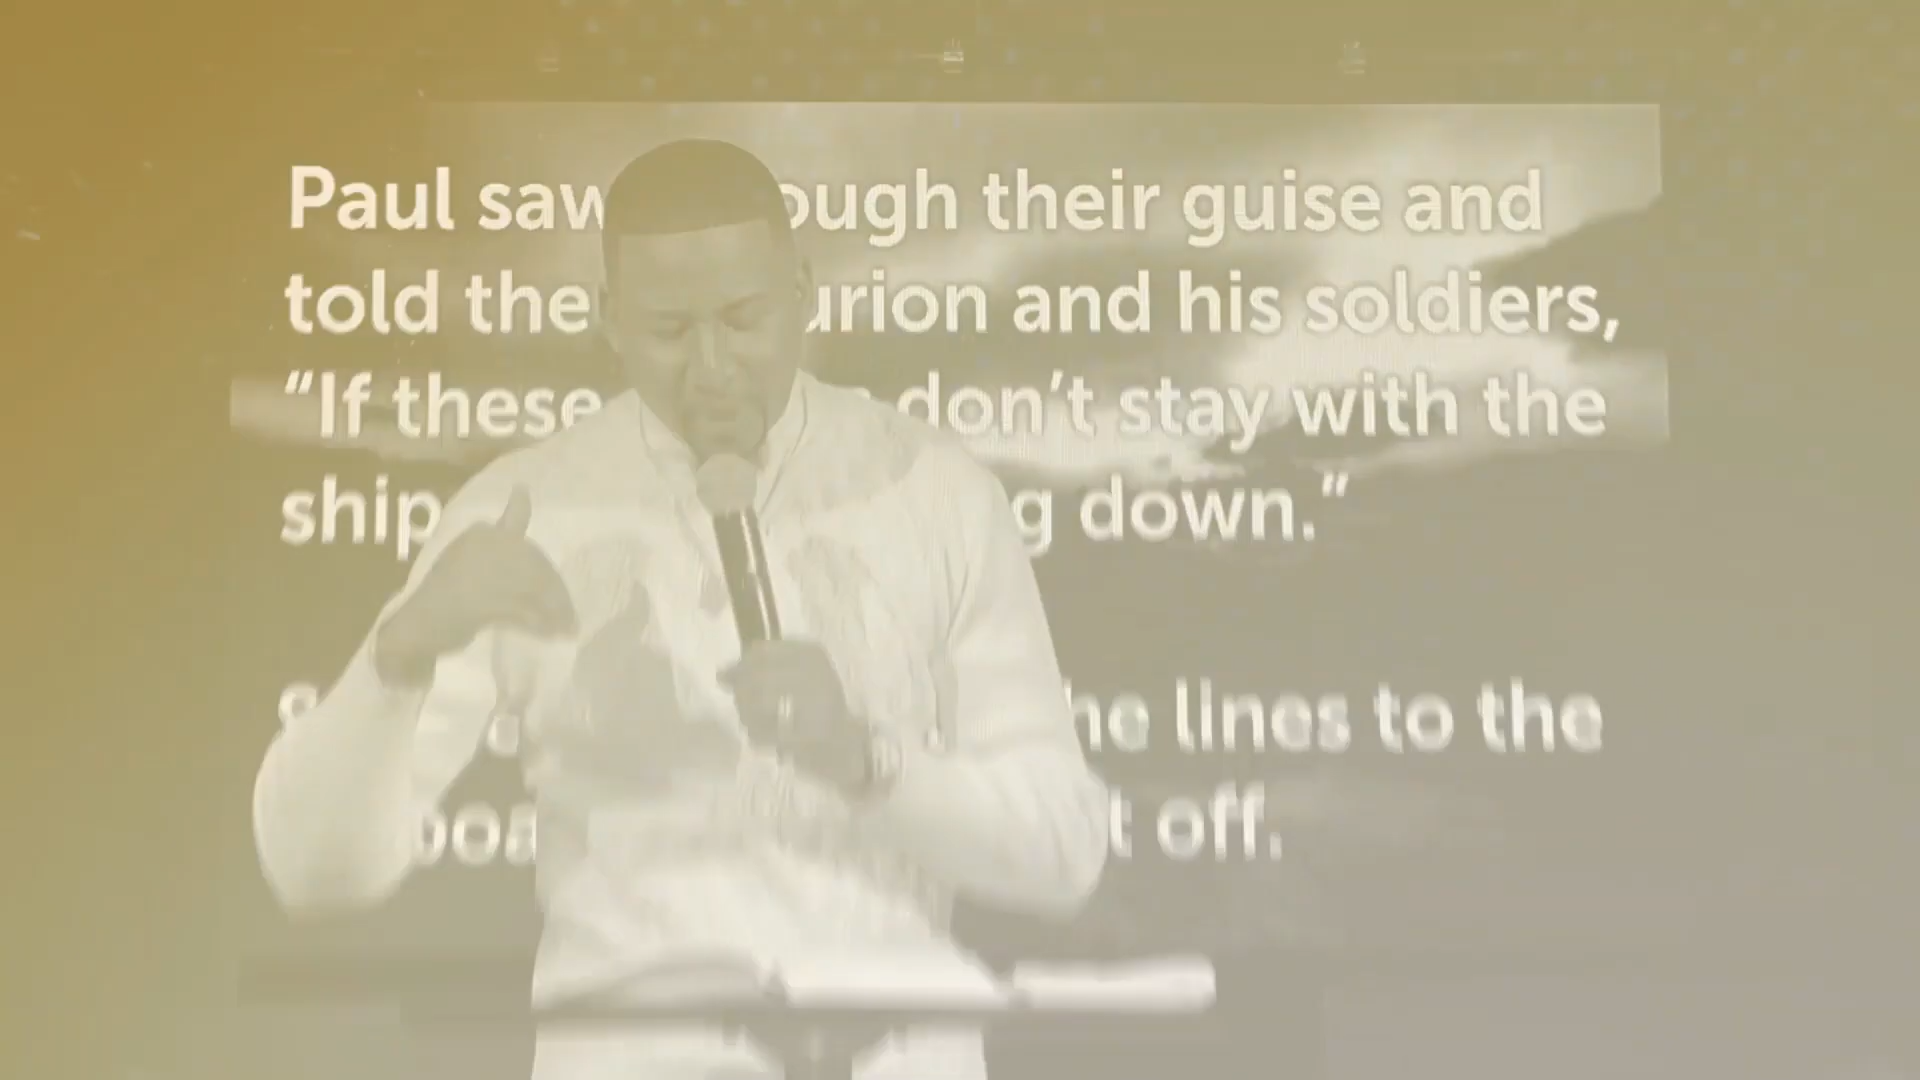 Paul saw ough their guise and
told the urion and his soldiers,
“If these don’t stay with the
ship g down.”
he lines to the
boa t off.